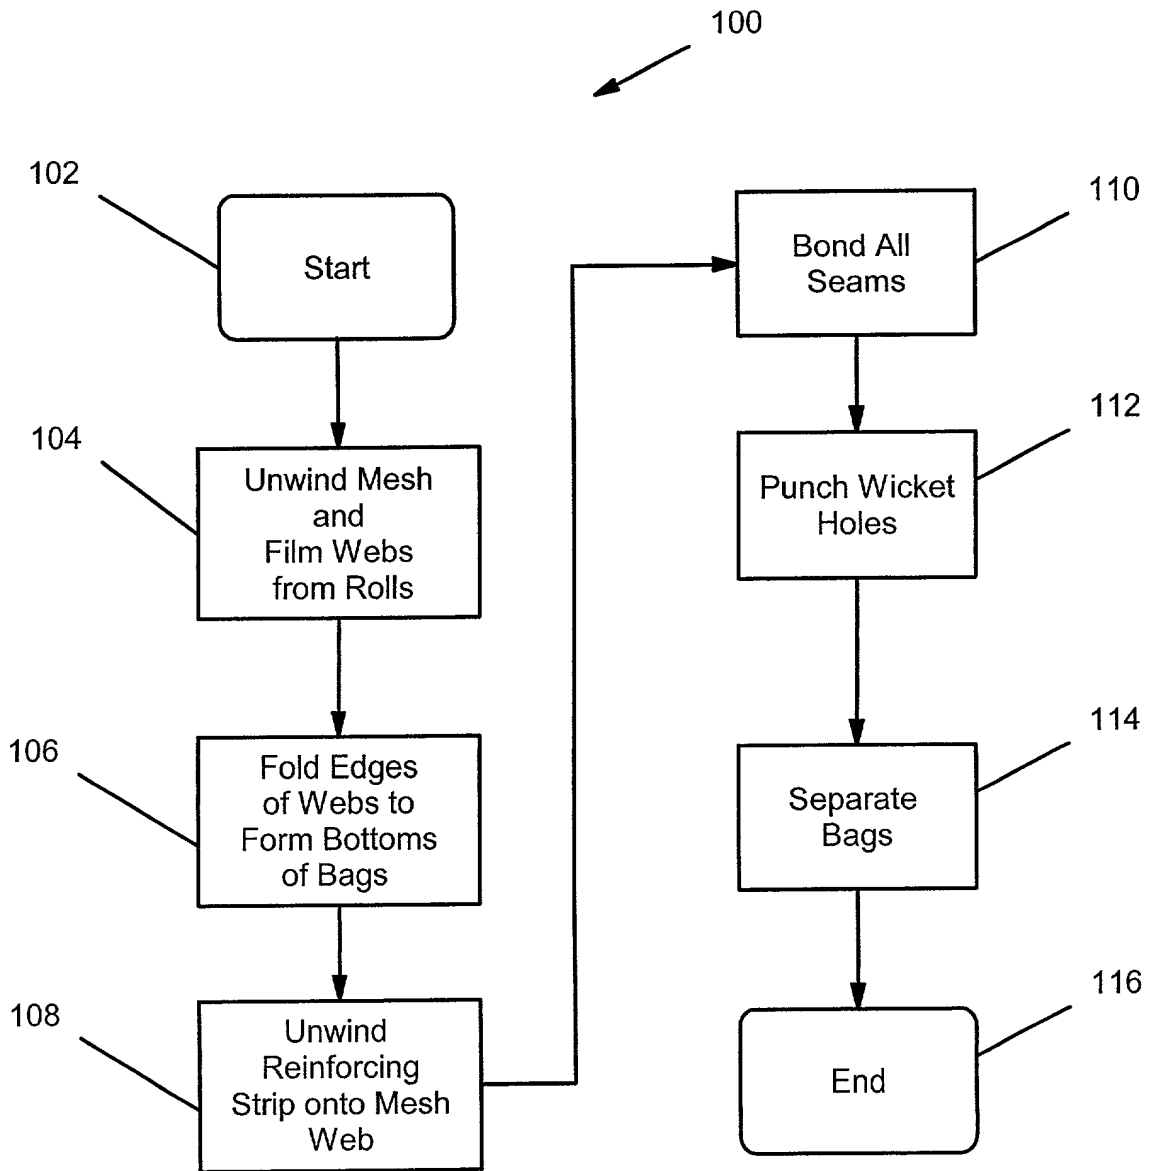 100
102
Start
104
Unwind Mesh
and
Film Webs
from Rolls
106
Fold Edges
of Webs to
Form Bottoms
of Bags
108
Unwind
Reinforcing
Strip onto Mesh
Web
110
Bond All
Seams
112
Punch Wicket
Holes
114
Separate
Bags
116
End